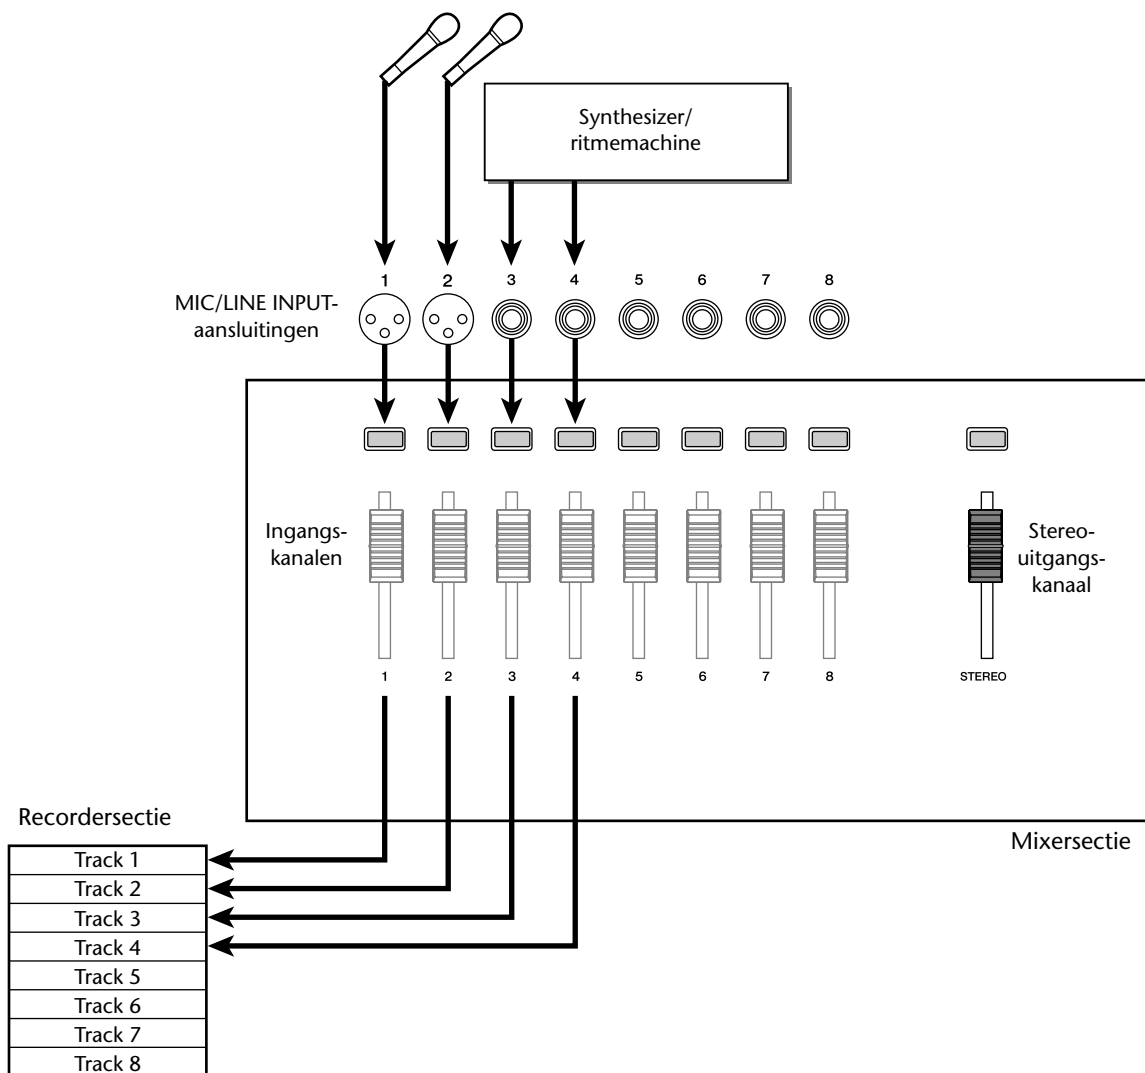 Synthesizer/
ritmemachine
1 2 3 4 5 6 7 8
MIC/LINE INPUT-
aansluitingen
Ingangs-
kanalen
Stereo-
uitgangs-
kanaal
1 2 3 4 5 6 7 8 STEREO
Recordersectie
Mixersectie
Track 1
Track 2
Track 3
Track 4
Track 5
Track 6
Track 7
Track 8